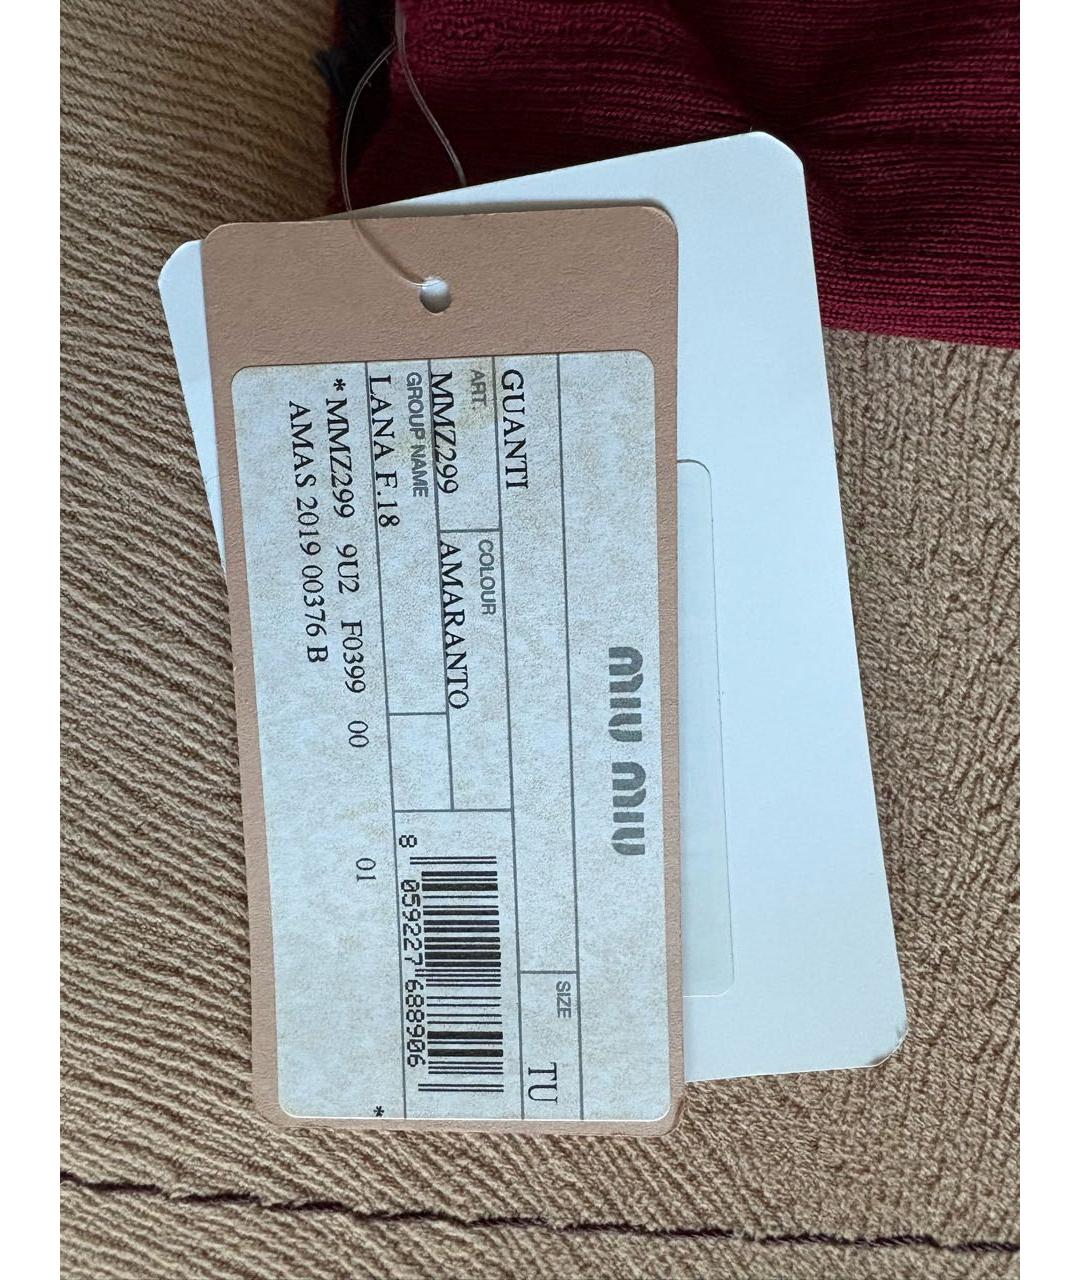 MIU MIU
SIZE
GUANTI TU
ART. COLOUR
MMZ299 AMARANTO
GROUP NAME
LANA F.18
8 059227 688906
*MMZ299 9U2 F0399 00 01 *
AMAS 2019 00376 B